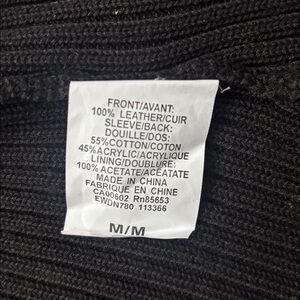 FRONT/AVANT:
100% LEATHER/CUIR
SLEEVE/BACK:
DOUILLE/DOS:
55%COTTON/COTON
45%ACRYLIC/ACRYLIQUE
LINING/DOUBLURE:
100% ACETATE/ACÉATATE
MADE IN CHINA
FABRIQUE EN CHINE
CA00602 Rn85653
EWDN780 113366
M/M